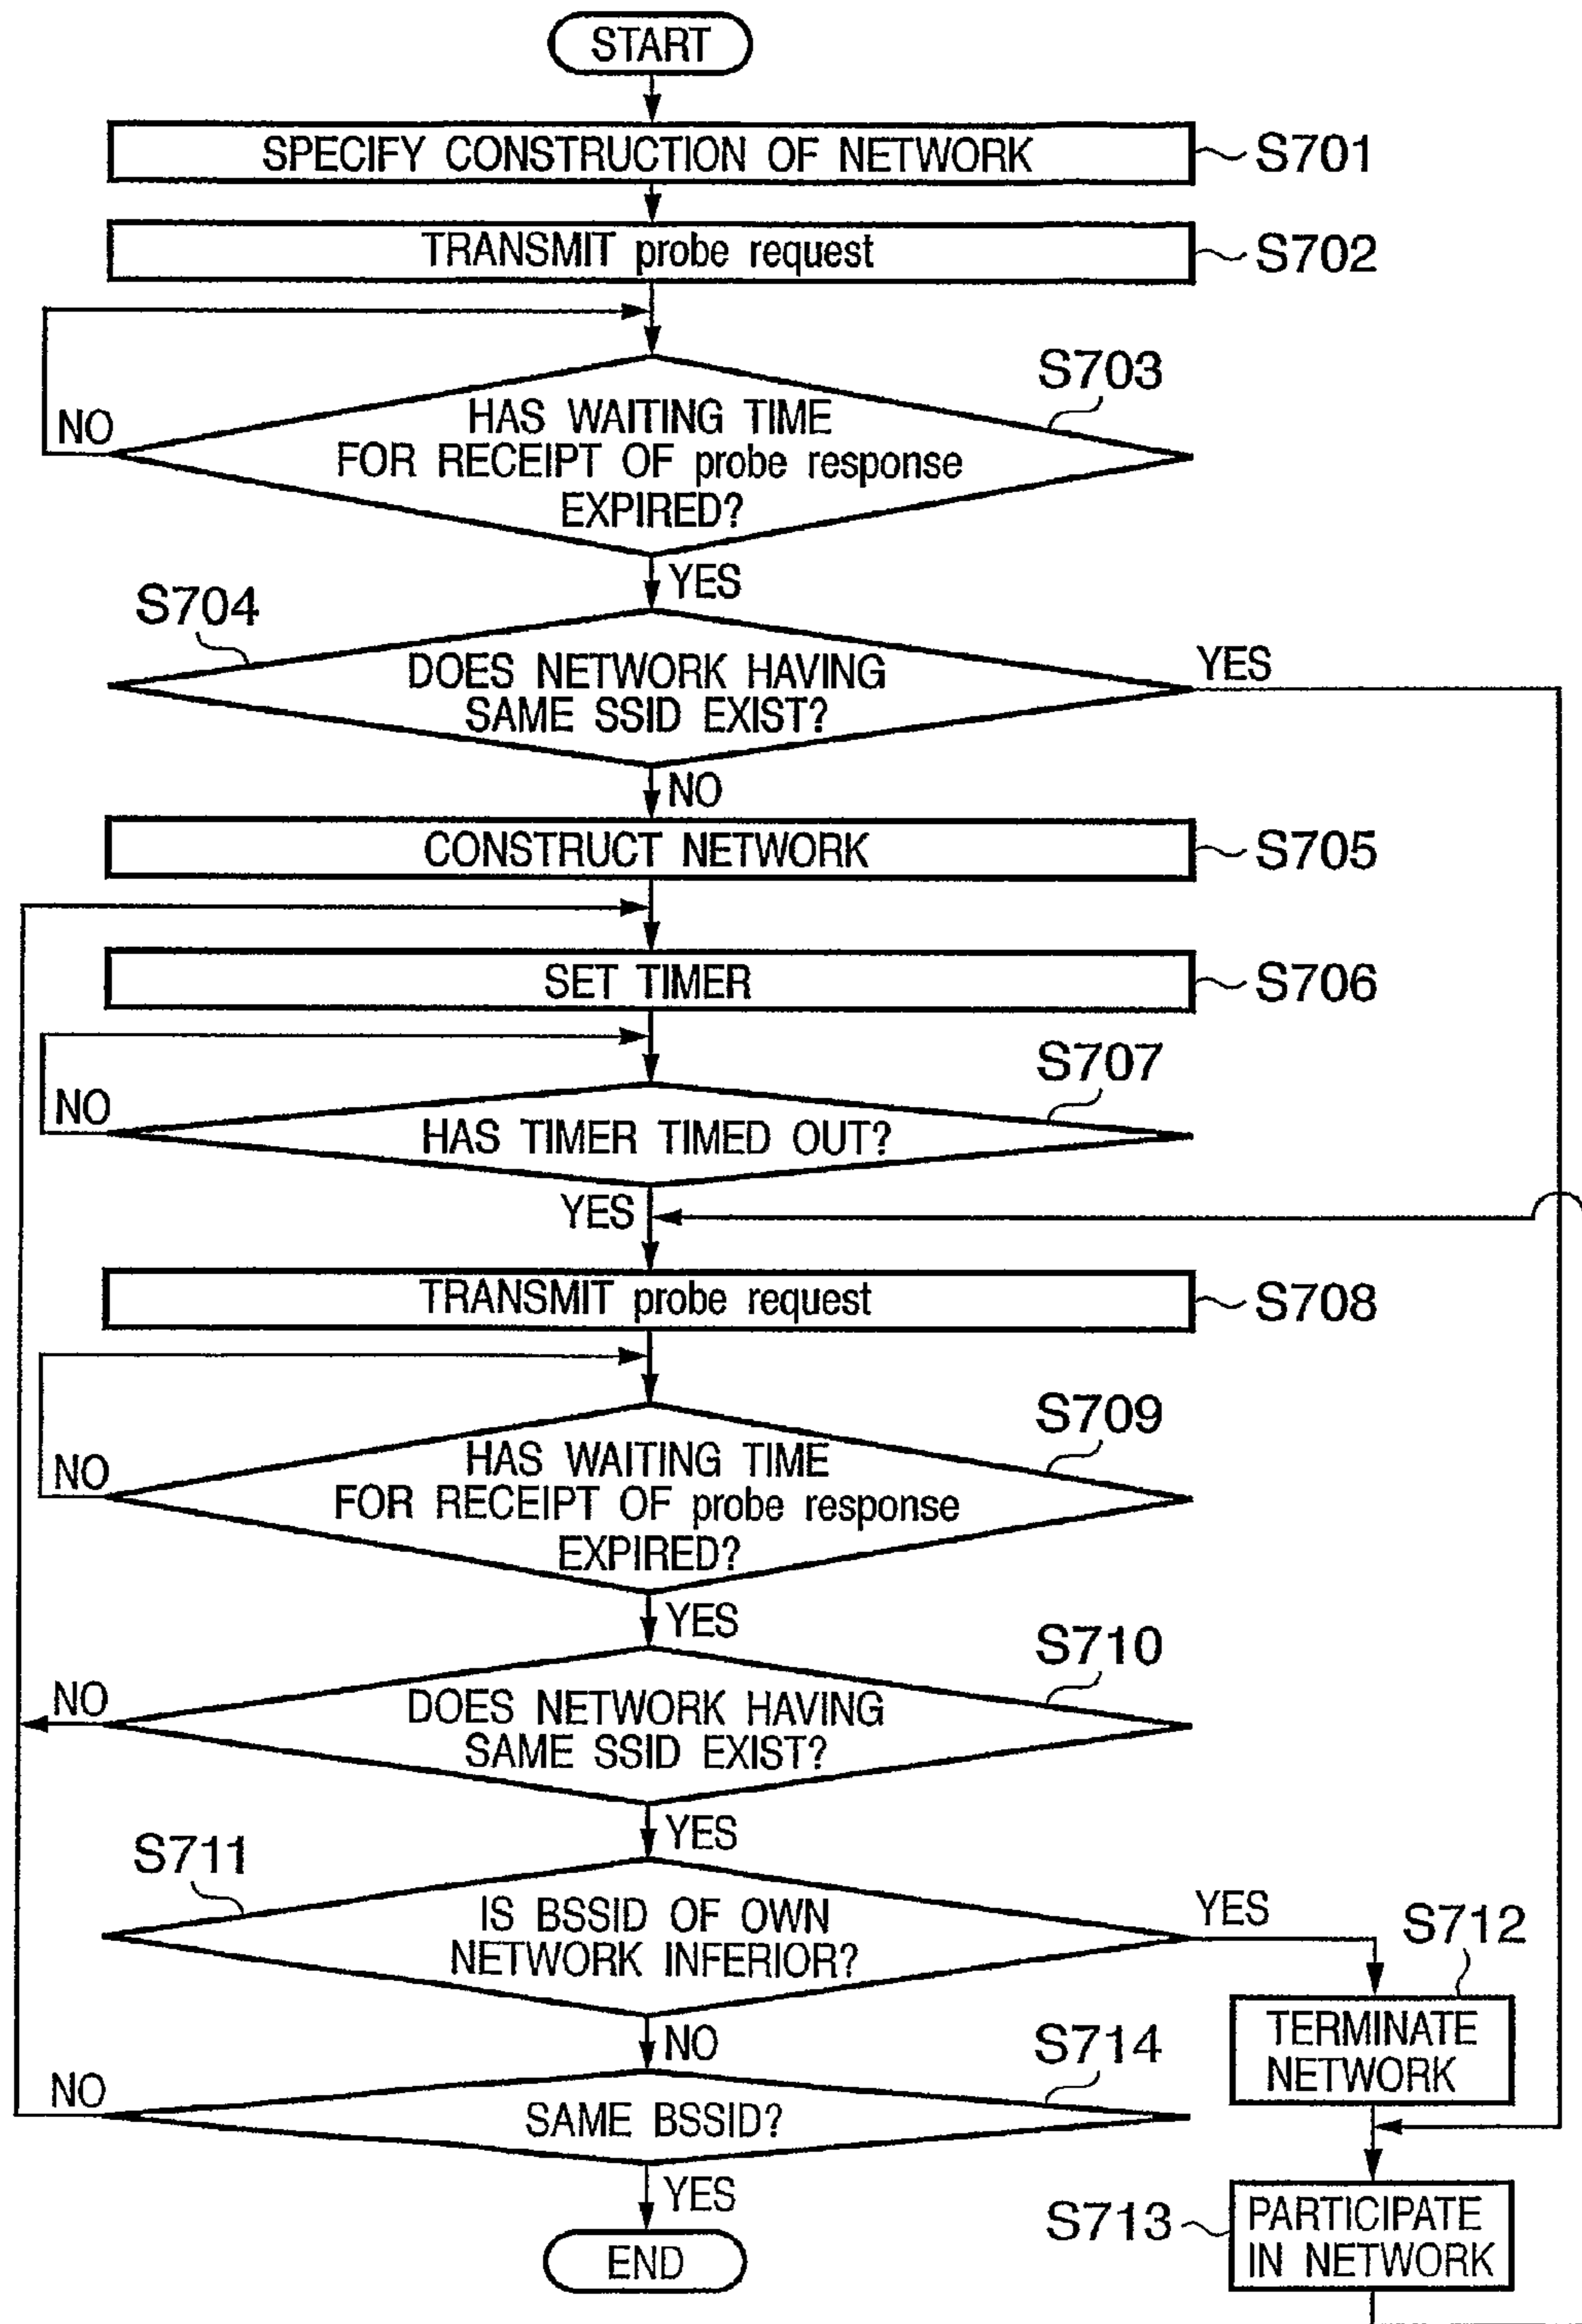 START
SPECIFY CONSTRUCTION OF NETWORK
S701
TRANSMIT probe request
S702
S703
HAS WAITING TIME
FOR RECEIPT OF probe response
EXPIRED?
NO
YES
S704
DOES NETWORK HAVING
SAME SSID EXIST?
YES
NO
CONSTRUCT NETWORK
S705
SET TIMER
S706
S707
HAS TIMER TIMED OUT?
NO
YES
TRANSMIT probe request
S708
S709
HAS WAITING TIME
FOR RECEIPT OF probe response
EXPIRED?
NO
YES
S710
DOES NETWORK HAVING
SAME SSID EXIST?
NO
YES
S711
IS BSSID OF OWN
NETWORK INFERIOR?
YES
S712
TERMINATE
NETWORK
NO
S714
SAME BSSID?
NO
YES
S713
PARTICIPATE
IN NETWORK
END